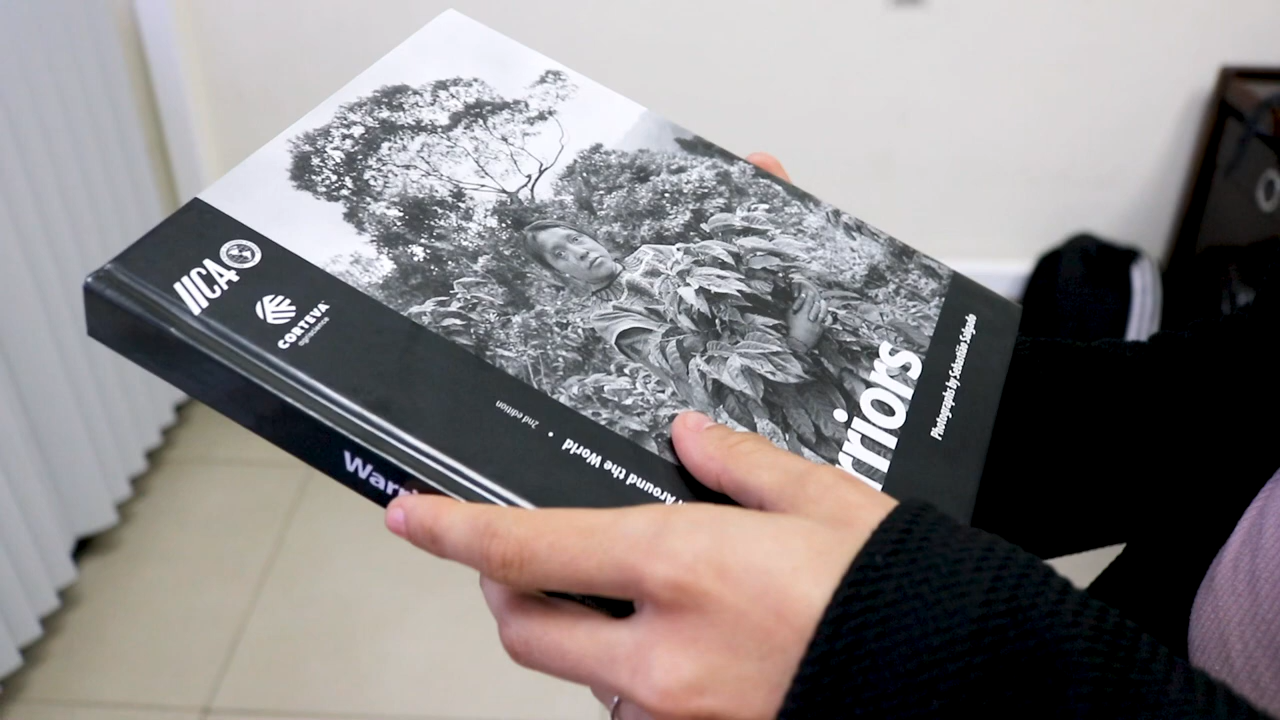 IICA
CORTEVA
agriscience
rriors
Photographs by Sebastião Salgado
Around the World
2nd edition
Warr